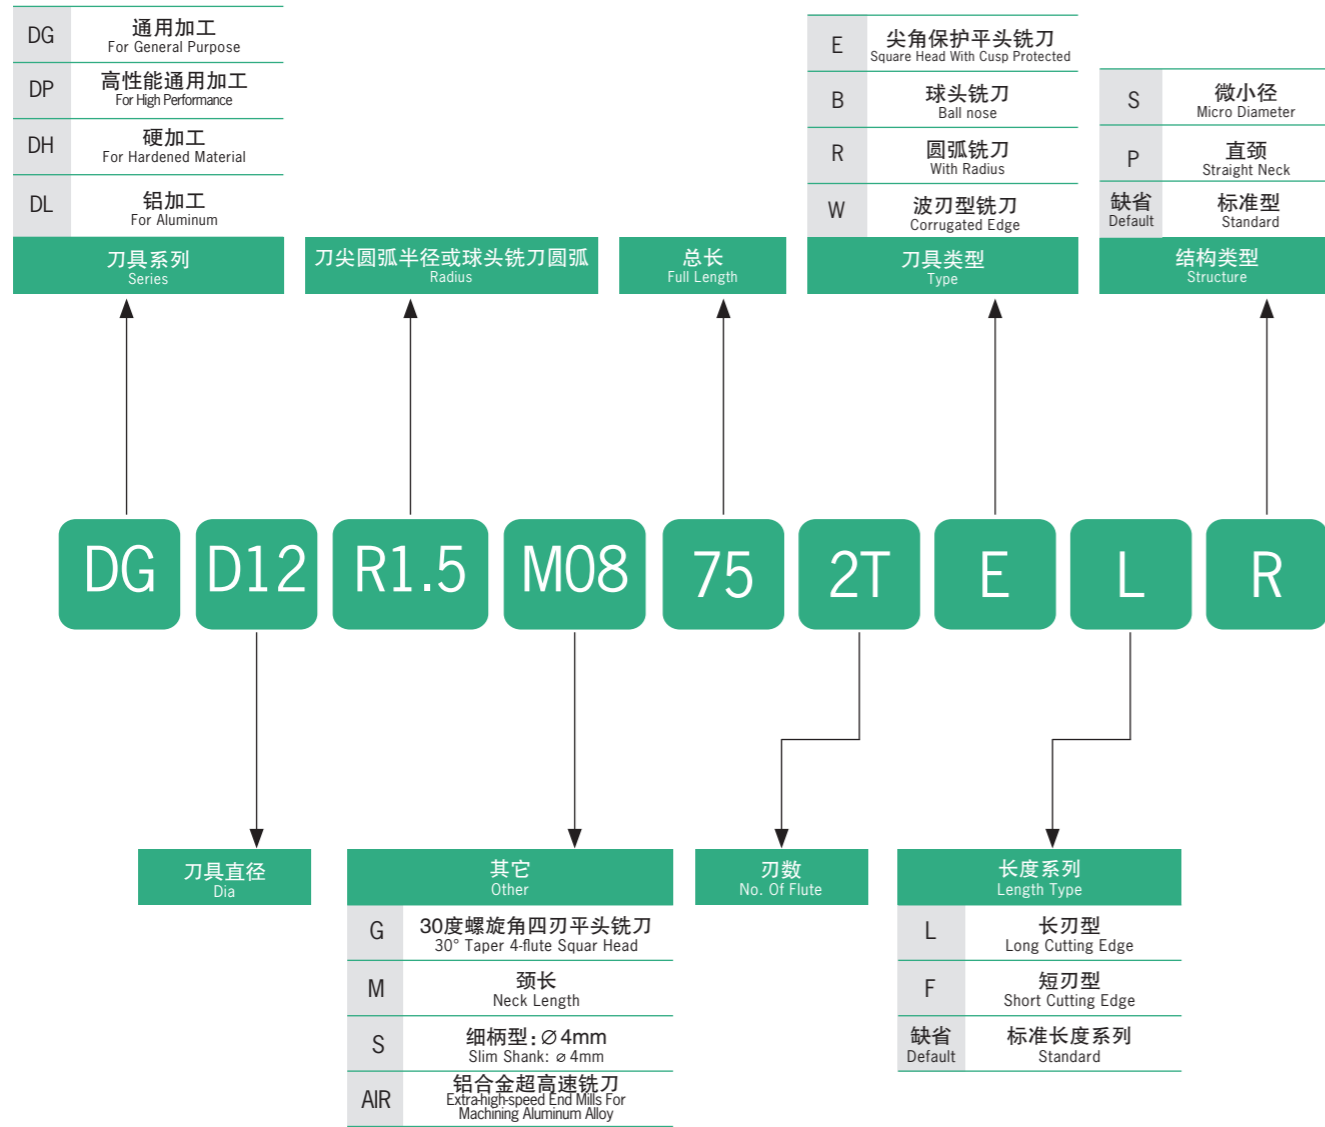 DG
通用加工
For General Purpose
DP
高性能通用加工
For High Performance
DH
硬加工
For Hardened Material
DL
铝加工
For Aluminum
刀具系列
Series
刀尖圆弧半径或球头铣刀圆弧
Radius
总长
Full Length
E
尖角保护平头铣刀
Square Head With Cusp Protected
B
球头铣刀
Ball nose
R
圆弧铣刀
With Radius
W
波刃型铣刀
Corrugated Edge
刀具类型
Type
S
微小径
Micro Diameter
P
直颈
Straight Neck
缺省
Default
标准型
Standard
结构类型
Structure
DG D12 R1.5 M08 75 2T E L R
刀具直径
Dia
其它
Other
G
30度螺旋角四刃平头铣刀
30° Taper 4-flute Squar Head
M
颈长
Neck Length
S
细柄型:∅4mm
Slim Shank: ∅4mm
AIR
铝合金超高速铣刀
Extra-high-speed End Mills For
Machining Aluminum Alloy
刃数
No. Of Flute
长度系列
Length Type
L
长刃型
Long Cutting Edge
F
短刃型
Short Cutting Edge
缺省
Default
标准长度系列
Standard